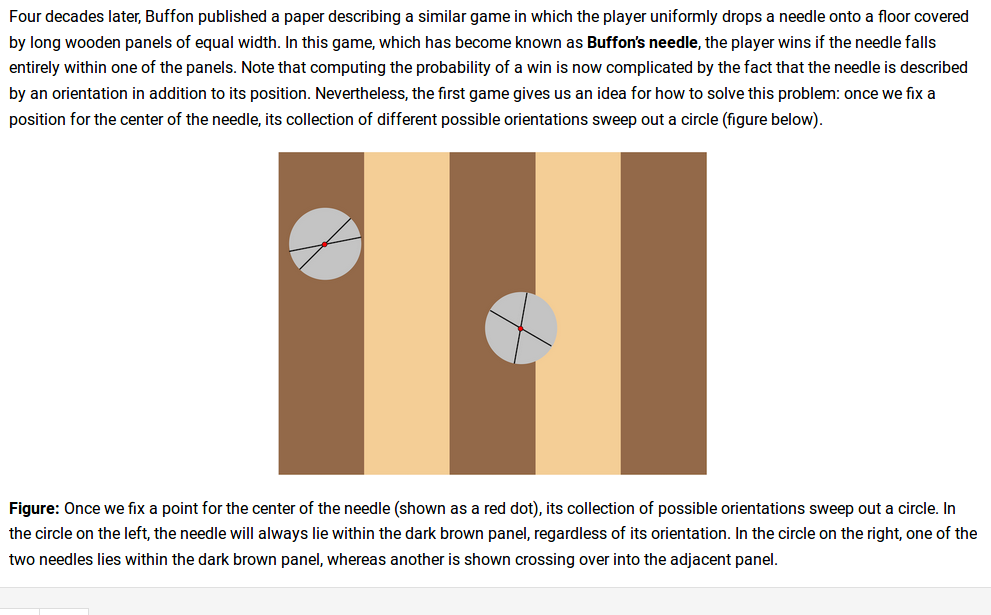 Four decades later, Buffon published a paper describing a similar game in which the player uniformly drops a needle onto a floor covered
by long wooden panels of equal width. In this game, which has become known as Buffon's needle, the player wins if the needle falls
entirely within one of the panels. Note that computing the probability of a win is now complicated by the fact that the needle is described
by an orientation in addition to its position. Nevertheless, the first game gives us an idea for how to solve this problem: once we fix a
position for the center of the needle, its collection of different possible orientations sweep out a circle (figure below).
Figure: Once we fix a point for the center of the needle (shown as a red dot), its collection of possible orientations sweep out a circle. In
the circle on the left, the needle will always lie within the dark brown panel, regardless of its orientation. In the circle on the right, one of the
two needles lies within the dark brown panel, whereas another is shown crossing over into the adjacent panel.